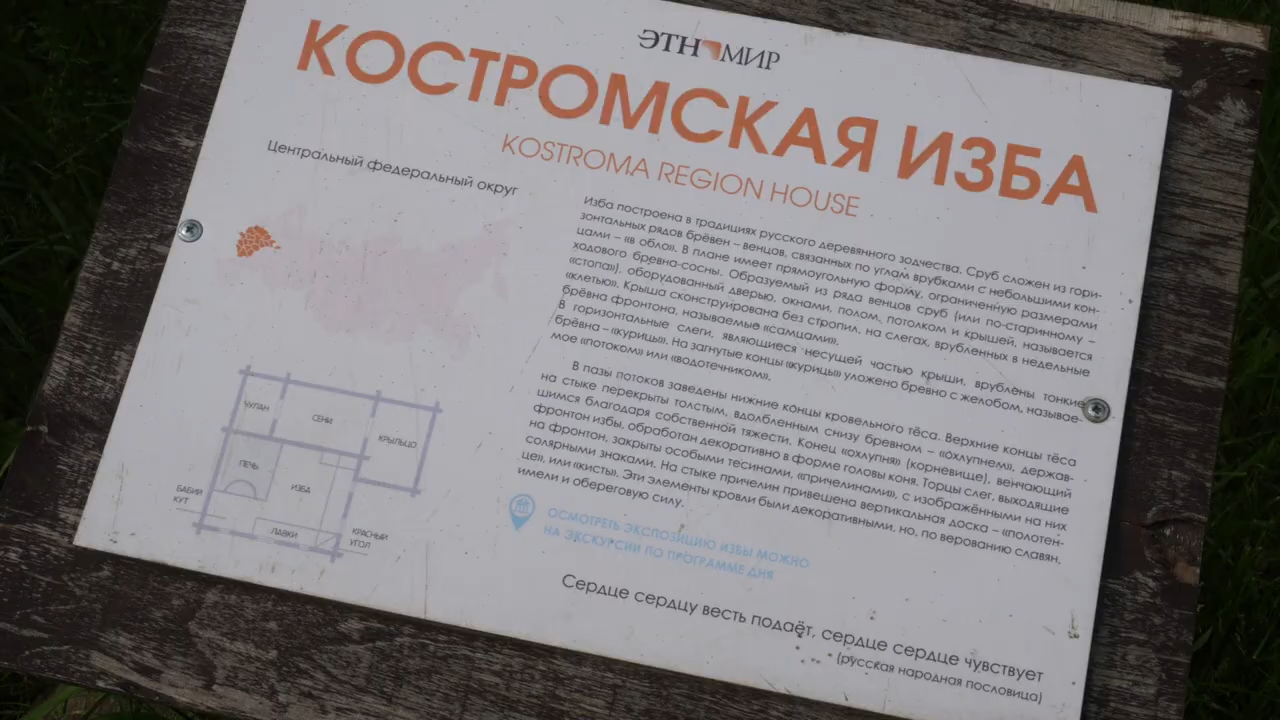 ЭТНОМИР
КОСТРОМСКАЯ ИЗБА
KOSTROMA REGION HOUSE
Центральный федеральный округ
Изба построена в традициях русского деревянного зодчества. Сруб сложен из гори-
зонтальных рядов брёвен – венцов, связанных по углам врубками с небольшими кон-
цами – «в обло». В плане имеет прямоугольную форму, ограниченную размерами
ходового бревна-сосны. Образуемый из ряда венцов сруб (или по-старинному –
«стопа»), оборудованный дверью, окнами, полом, потолком и крышей, называется
«клетью». Крыша сконструирована без стропил, на слегах, врубленных в недельные
брёвна фронтона, называемые «самцами».
В горизонтальные слеги, являющиеся несущей частью крыши, врублены тонкие
брёвна – «курицы». На загнутые концы «курицы» уложено бревно с желобом, называе-
мое «потоком» или «водотечником».
В пазы потоков заведены нижние концы кровельного тёса. Верхние концы тёса
на стыке перекрыты толстым, вдолбленным снизу бревном – «охлупнем», держав-
шимся благодаря собственной тяжести. Конец «охлупня» (корневище), венчающий
фронтон избы, обработан декоративно в форме головы коня. Торцы слег, выходящие
на фронтон, закрыты особыми тесинами, «причелинами», с изображёнными на них
солярными знаками. На стыке причелин привешена вертикальная доска – «полотен-
це», или «кисть». Эти элементы кровли были декоративными, но, по верованию славян,
имели и обереговую силу.
ЧУЛАН
СЕНИ
КРЫЛЬЦО
ПЕЧЬ
ИЗБА
БАБИЙ
КУТ
ЛАВКИ
КРАСНЫЙ
УГОЛ
ОСМОТРЕТЬ ЭКСПОЗИЦИЮ ИЗБЫ МОЖНО
НА ЭКСКУРСИИ ПО ПРОГРАММЕ ДНЯ
Сердце сердцу весть подаёт, сердце сердце чувствует
(русская народная пословица)